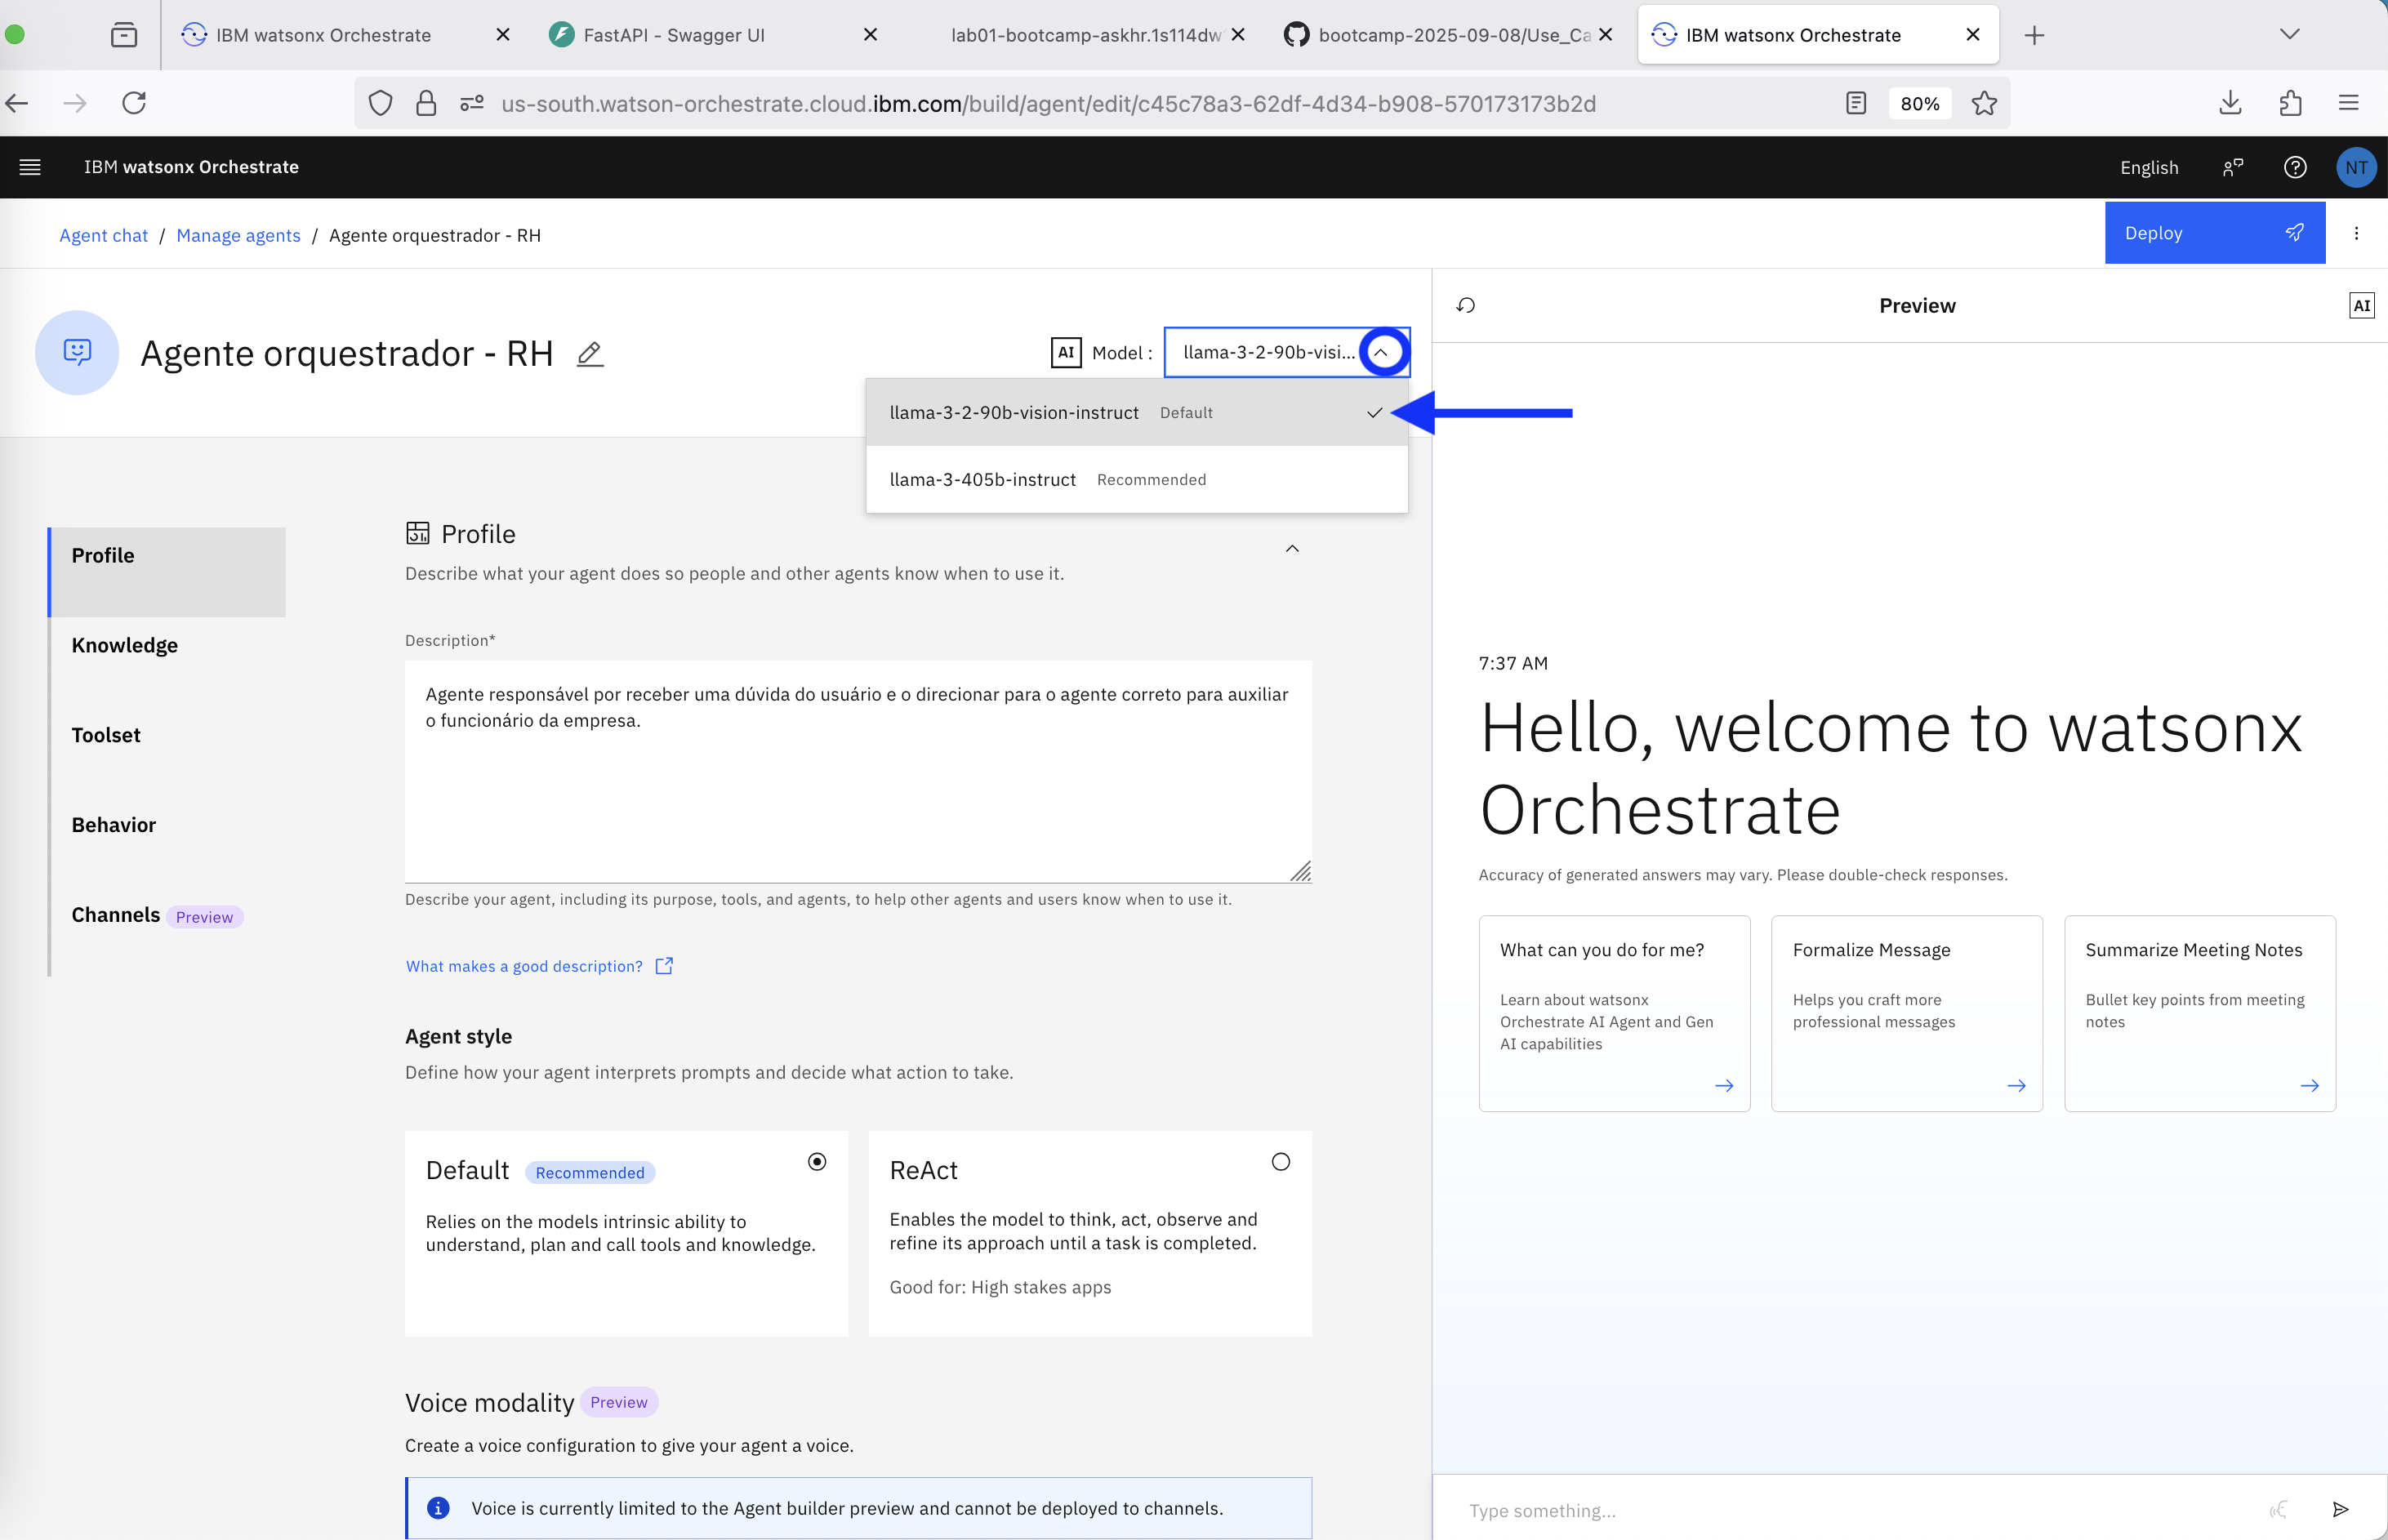 IBM watsonx Orchestrate
FastAPI - Swagger UI
lab01-bootcamp-askhr.1s114dw
bootcamp-2025-09-08/Use_Ca
IBM watsonx Orchestrate
us-south.watson-orchestrate.cloud.ibm.com/build/agent/edit/c45c78a3-62df-4d34-b908-570173173b2d
80%
IBM watsonx Orchestrate
English
NT
Agent chat / Manage agents / Agente orquestrador - RH
Deploy
Agente orquestrador - RH
AI Model :
llama-3-2-90b-visi...
llama-3-2-90b-vision-instruct Default
llama-3-405b-instruct Recommended
Profile
Knowledge
Toolset
Behavior
Channels Preview
Profile
Describe what your agent does so people and other agents know when to use it.
Description*
Agente responsável por receber uma dúvida do usuário e o direcionar para o agente correto para auxiliar
o funcionário da empresa.
Describe your agent, including its purpose, tools, and agents, to help other agents and users know when to use it.
What makes a good description?
Agent style
Define how your agent interprets prompts and decide what action to take.
Default Recommended
Relies on the models intrinsic ability to
understand, plan and call tools and knowledge.
ReAct
Enables the model to think, act, observe and
refine its approach until a task is completed.
Good for: High stakes apps
Voice modality Preview
Create a voice configuration to give your agent a voice.
Voice is currently limited to the Agent builder preview and cannot be deployed to channels.
Preview
AI
7:37 AM
Hello, welcome to watsonx
Orchestrate
Accuracy of generated answers may vary. Please double-check responses.
What can you do for me?
Learn about watsonx
Orchestrate AI Agent and Gen
AI capabilities
Formalize Message
Helps you craft more
professional messages
Summarize Meeting Notes
Bullet key points from meeting
notes
Type something...